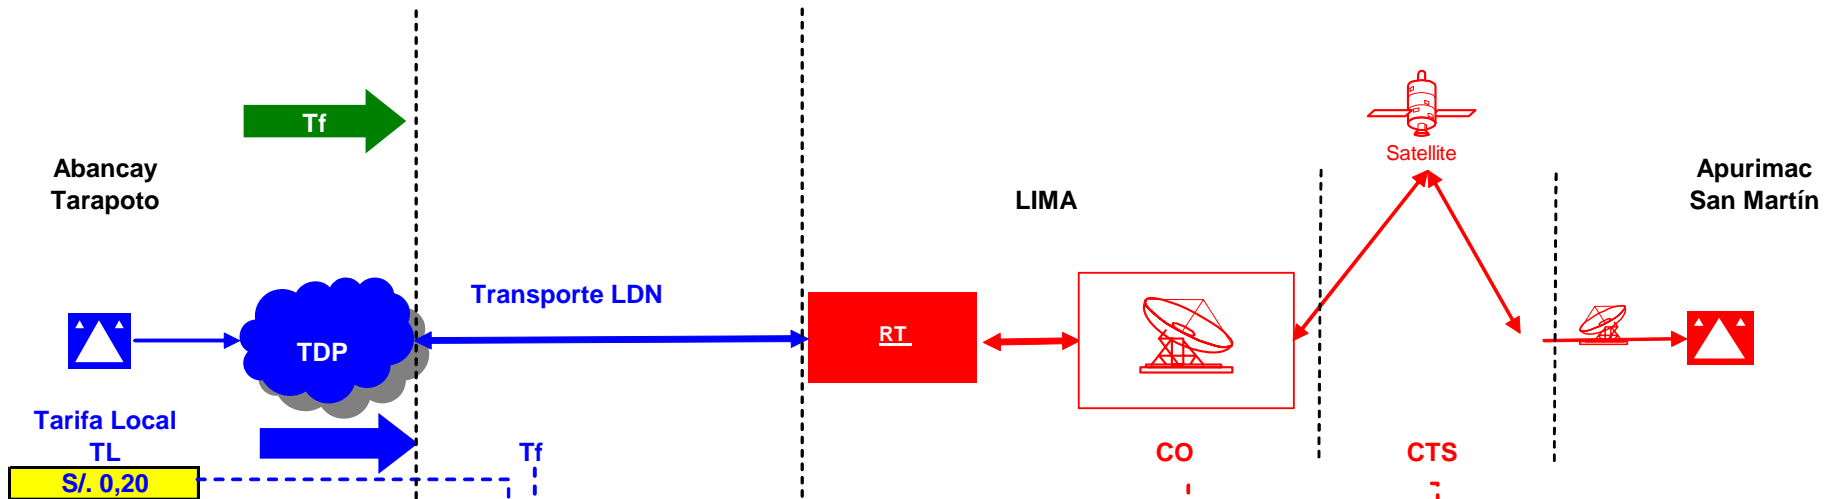 Tf
Satellite
Abancay
Tarapoto
LIMA
Apurimac
San Martín
Transporte LDN
RT
TDP
Tarifa Local
TL
Tf
CO
CTS
S/. 0,20